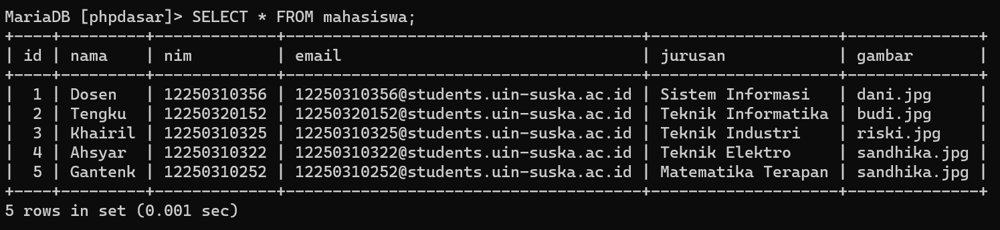 MariaDB [phpdasar]> SELECT * FROM mahasiswa;
+----+---------+-------------+--------------------------------------+--------------------+-------------+
| id | nama    | nim         | email                                | jurusan            | gambar      |
+----+---------+-------------+--------------------------------------+--------------------+-------------+
|  1 | Dosen   | 12250310356 | 12250310356@students.uin-suska.ac.id | Sistem Informasi   | dani.jpg    |
|  2 | Tengku  | 12250320152 | 12250320152@students.uin-suska.ac.id | Teknik Informatika | budi.jpg    |
|  3 | Khairil | 12250310325 | 12250310325@students.uin-suska.ac.id | Teknik Industri    | riski.jpg   |
|  4 | Ahsyar  | 12250310322 | 12250310322@students.uin-suska.ac.id | Teknik Elektro     | sandhika.jpg |
|  5 | Gantenk | 12250310252 | 12250310252@students.uin-suska.ac.id | Matematika Terapan | sandhika.jpg |
+----+---------+-------------+--------------------------------------+--------------------+-------------+
5 rows in set (0.001 sec)